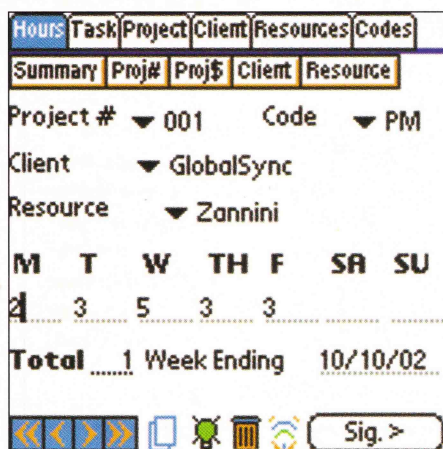 Hours Task Project Client Resources Codes
Summary Proj# Proj$ Client Resource
Project # 001 Code PM
Client GlobalSync
Resource Zannini
M T W TH F SA SU
2 3 5 3 3
Total 1 Week Ending 10/10/02
Sig. >